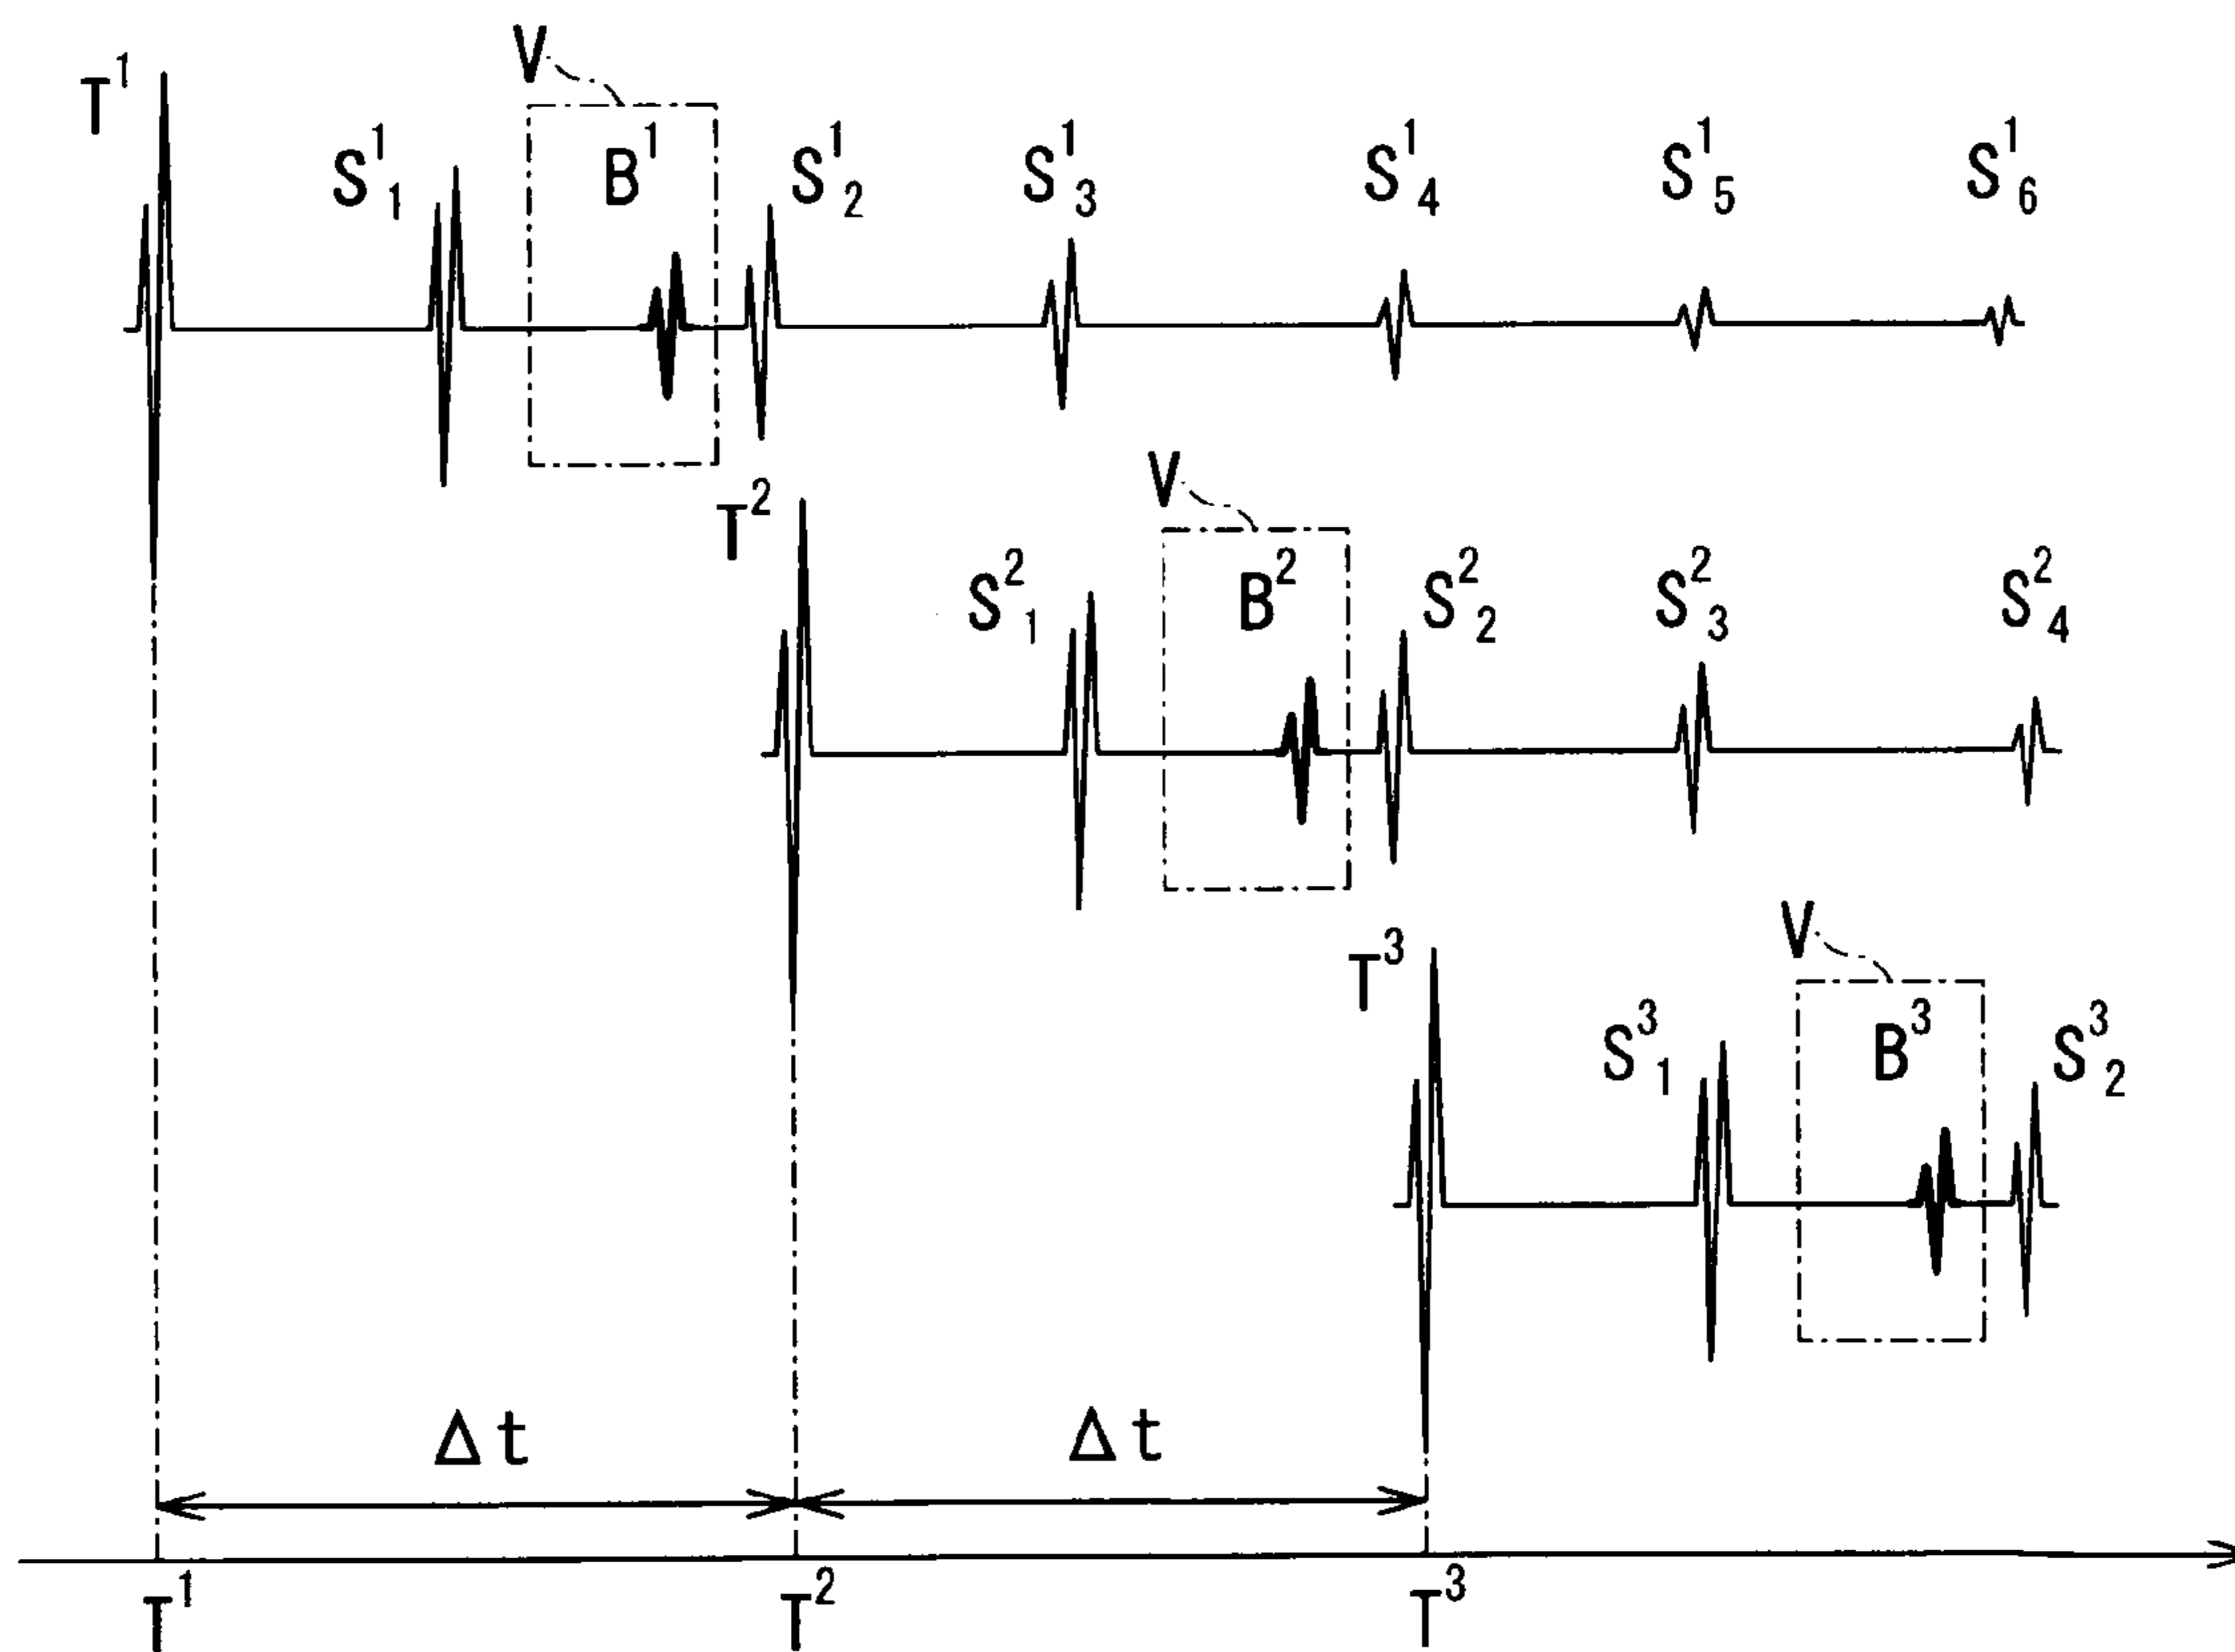 V
T¹ S¹₁ B¹ S¹₂ S¹₃ S¹₄ S¹₅ S¹₆
V
T² S²₁ B² S²₂ S²₃ S²₄
V
T³ S³₁ B³ S³₂
Δt Δt
T¹ T² T³